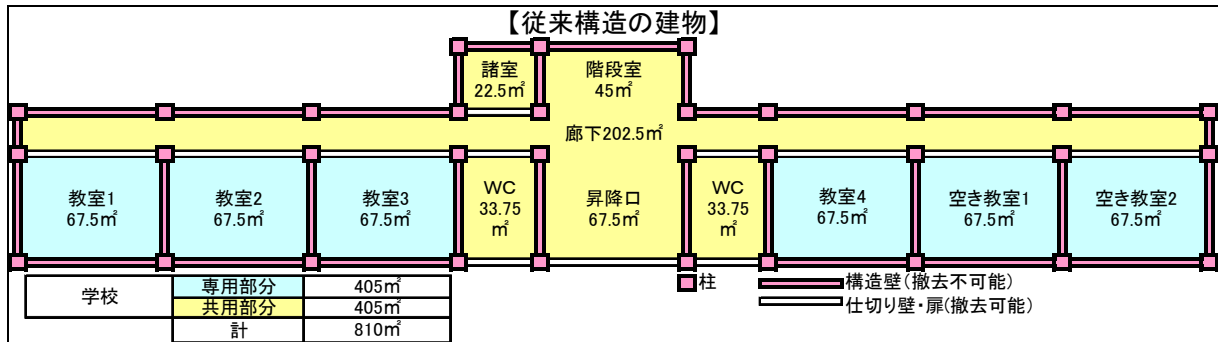 【従来構造の建物】
諸室
22.5㎡
階段室
45㎡
廊下202.5㎡
教室1
67.5㎡
教室2
67.5㎡
教室3
67.5㎡
WC
33.75
㎡
昇降口
67.5㎡
WC
33.75
㎡
教室4
67.5㎡
空き教室1
67.5㎡
空き教室2
67.5㎡
学校
専用部分
405㎡
共用部分
405㎡
計
810㎡
柱
構造壁(撤去不可能)
仕切り壁・扉(撤去可能)